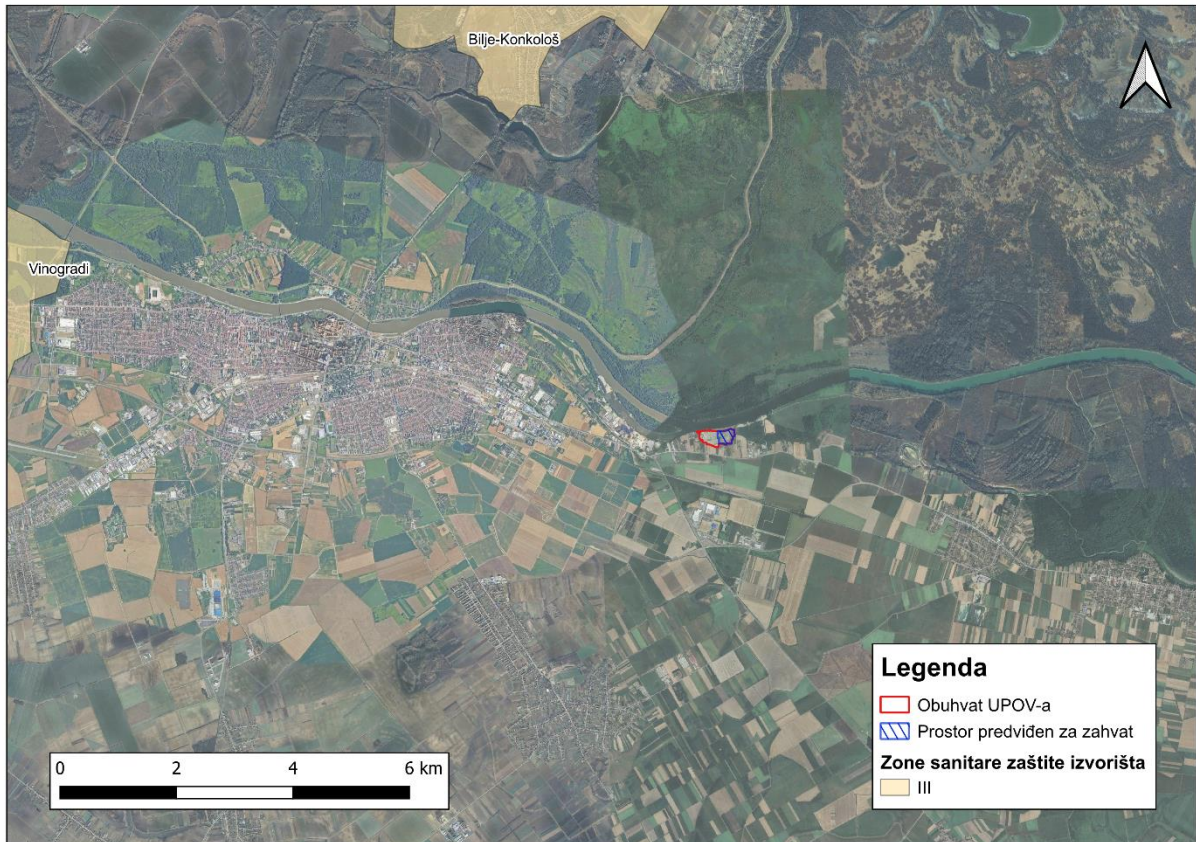 Bilje-Konkološ
Vinogradi
Legenda
Obuhvat UPOV-a
Prostor predviđen za zahvat
Zone sanitare zaštite izvorišta
III
0 2 4 6 km